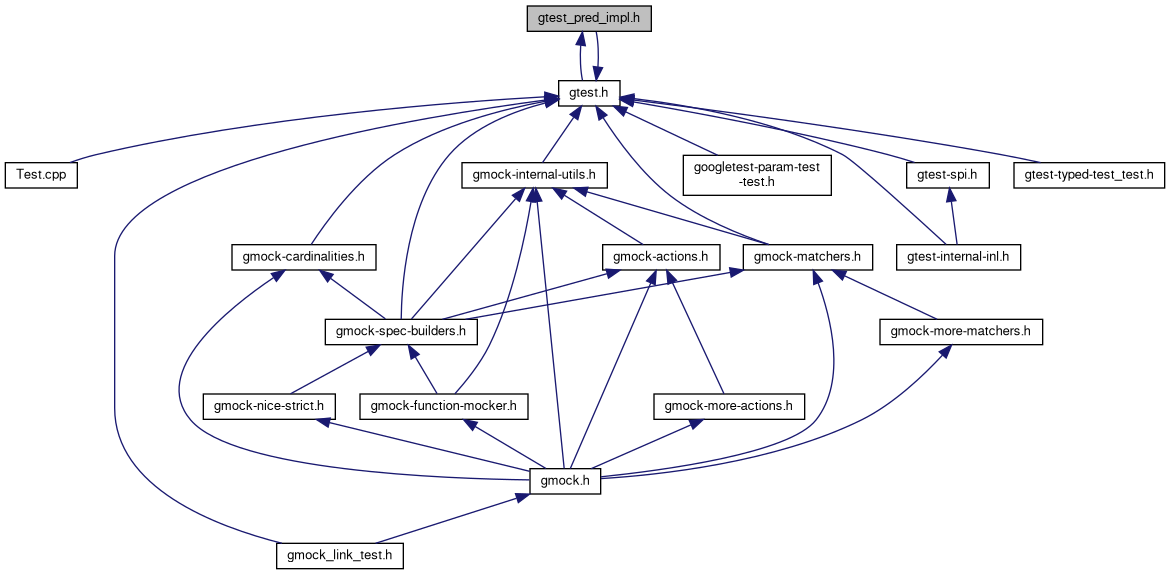 gtest_pred_impl.h
gtest.h
Test.cpp
gmock-internal-utils.h
googletest-param-test
-test.h
gtest-spi.h
gtest-typed-test_test.h
gmock-cardinalities.h
gmock-actions.h
gmock-matchers.h
gtest-internal-inl.h
gmock-spec-builders.h
gmock-more-matchers.h
gmock-nice-strict.h
gmock-function-mocker.h
gmock-more-actions.h
gmock.h
gmock_link_test.h